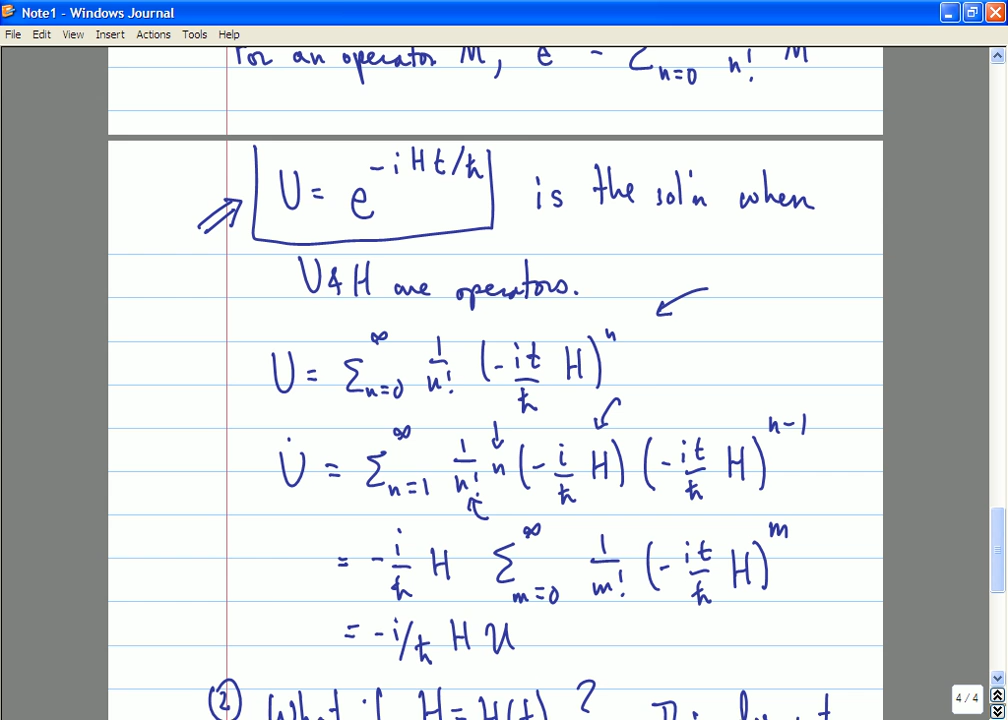 Note1 - Windows Journal
File Edit View Insert Actions Tools Help
For an operator M, e = Σ n=0 n! M
U = e^{-iHt/ħ} is the sol'n when
U & H are operators.
U = Σ_{n=0}^{∞} 1/n! (-it/ħ H)^n
U̇ = Σ_{n=1}^{∞} 1/n! n (-i/ħ H) (-it/ħ H)^{n-1}
= -i/ħ H Σ_{m=0}^{∞} 1/m! (-it/ħ H)^m
= -i/ħ H U
② What if H = H(t) ?
4 / 4